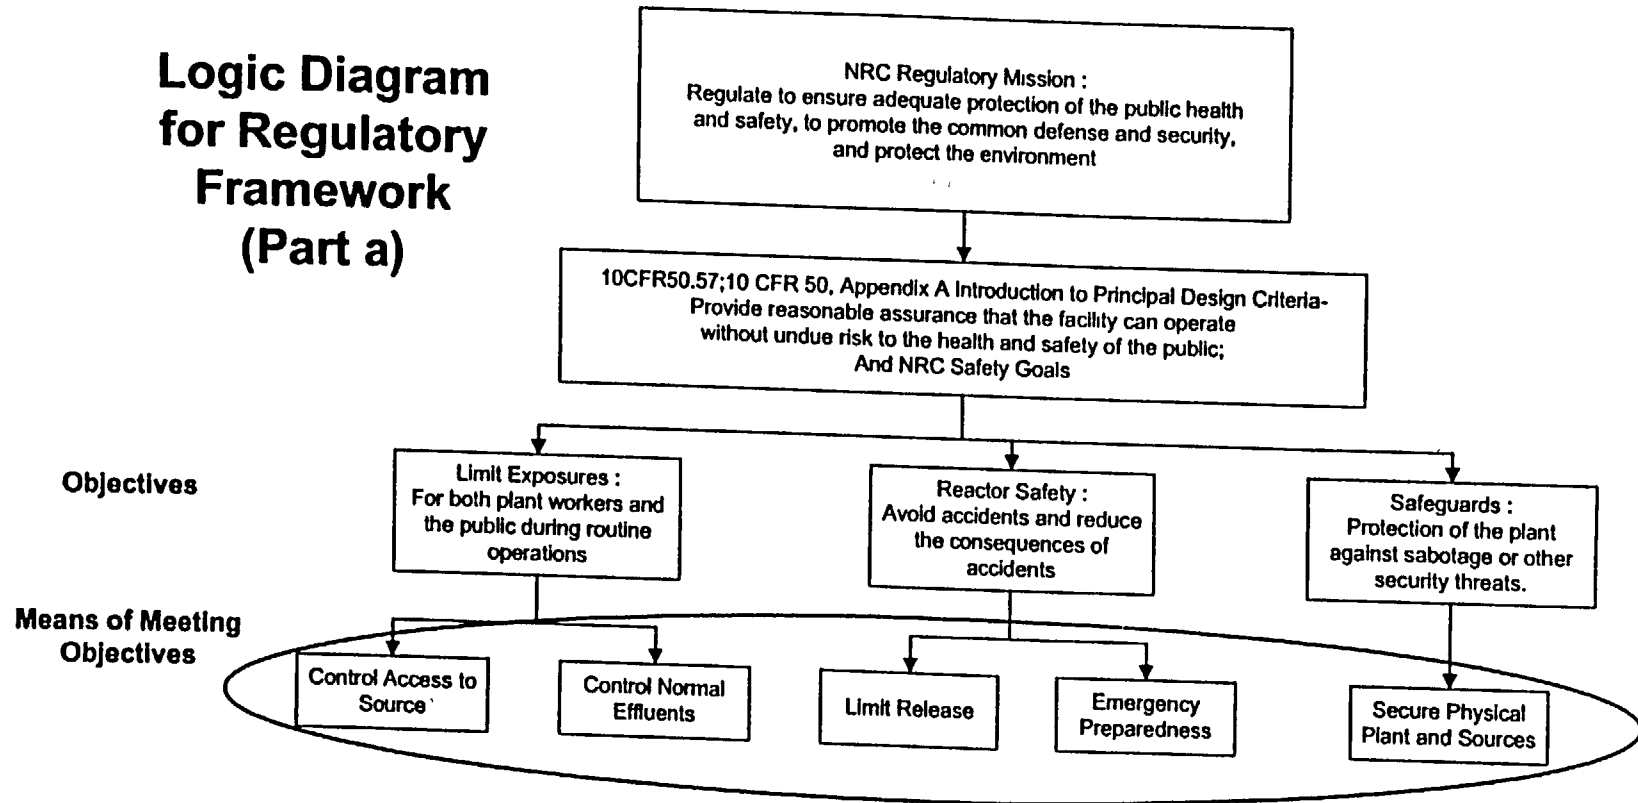 Logic Diagram
for Regulatory
Framework
(Part a)
NRC Regulatory Mission :
Regulate to ensure adequate protection of the public health
and safety, to promote the common defense and security,
and protect the environment
10CFR50.57;10 CFR 50, Appendix A Introduction to Principal Design Criteria-
Provide reasonable assurance that the facility can operate
without undue risk to the health and safety of the public;
And NRC Safety Goals
Objectives
Limit Exposures :
For both plant workers and
the public during routine
operations
Reactor Safety :
Avoid accidents and reduce
the consequences of
accidents
Safeguards :
Protection of the plant
against sabotage or other
security threats.
Means of Meeting
Objectives
Control Access to
Source
Control Normal
Effluents
Limit Release
Emergency
Preparedness
Secure Physical
Plant and Sources